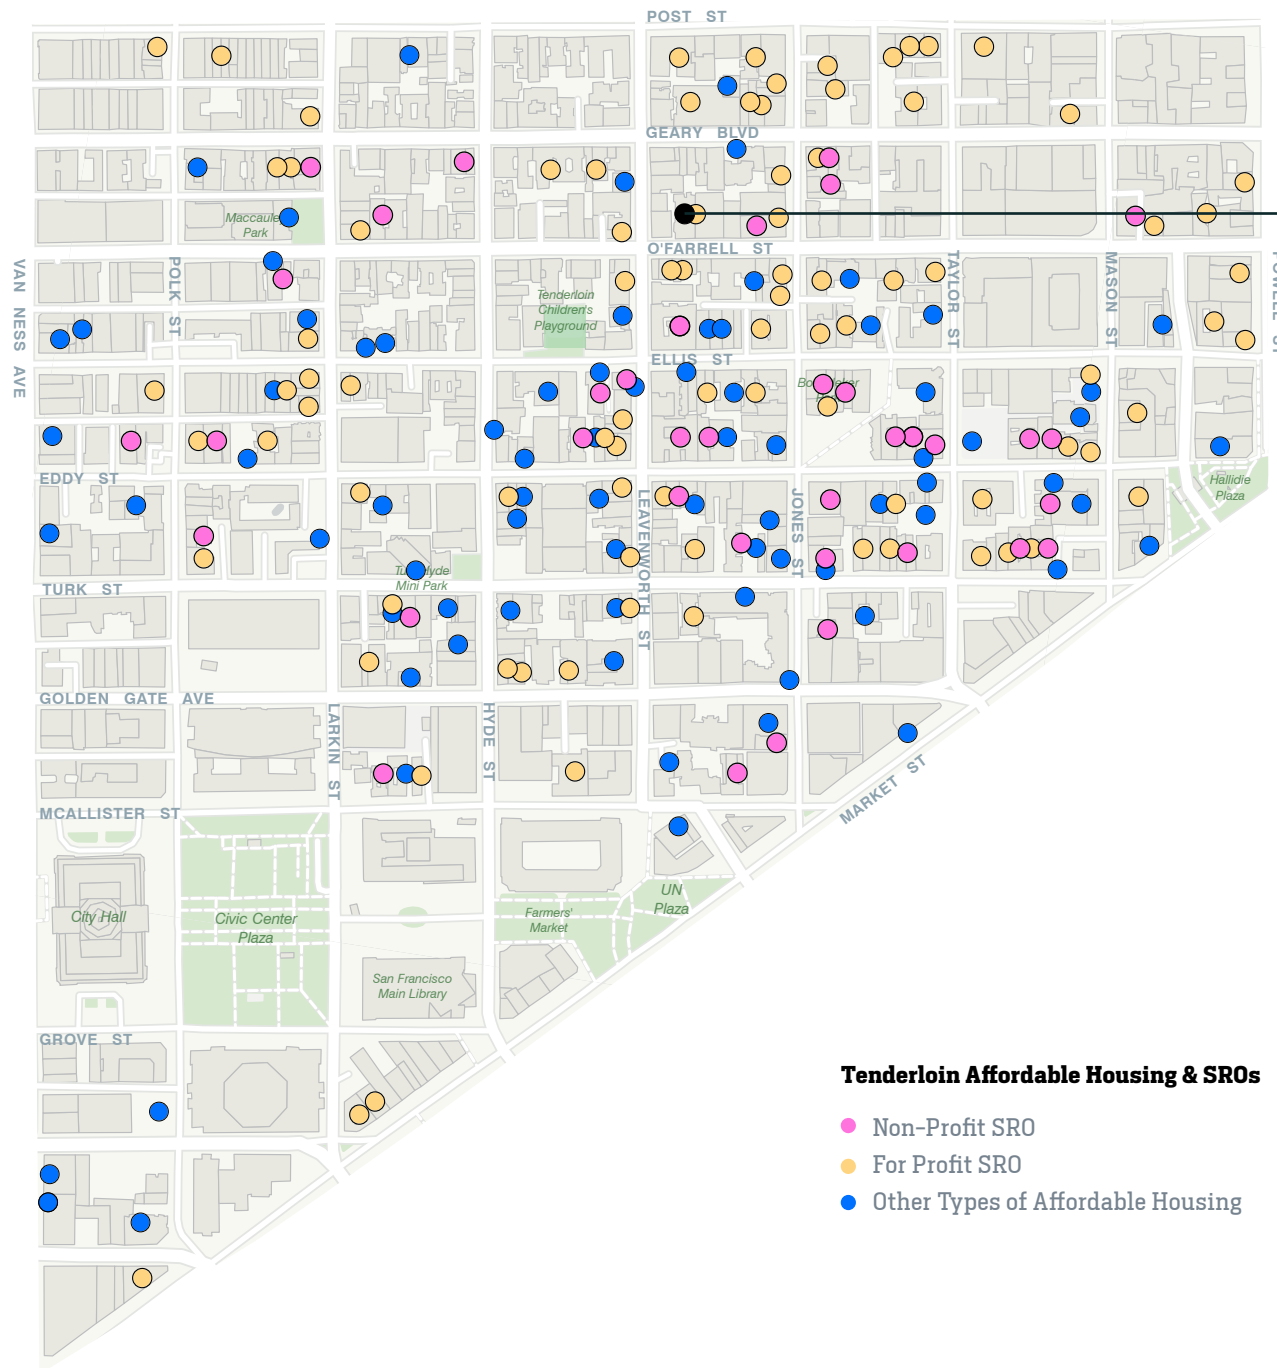 POST ST
GEARY BLVD
Maccaule
Park
O'FARRELL ST
VAN NESS AVE
POLK ST
TAYLOR ST
MASON ST
Tenderloin
Children's
Playground
ELLIS ST
EDDY ST
Hallidie
Plaza
LEAVENWORTH ST
JONES ST
Mini Park
TURK ST
GOLDEN GATE AVE
LARKIN ST
HYDE ST
MARKET ST
MCALLISTER ST
City Hall
Civic Center
Plaza
Farmers'
Market
UN
Plaza
San Francisco
Main Library
GROVE ST
Tenderloin Affordable Housing & SROs
Non-Profit SRO
For Profit SRO
Other Types of Affordable Housing